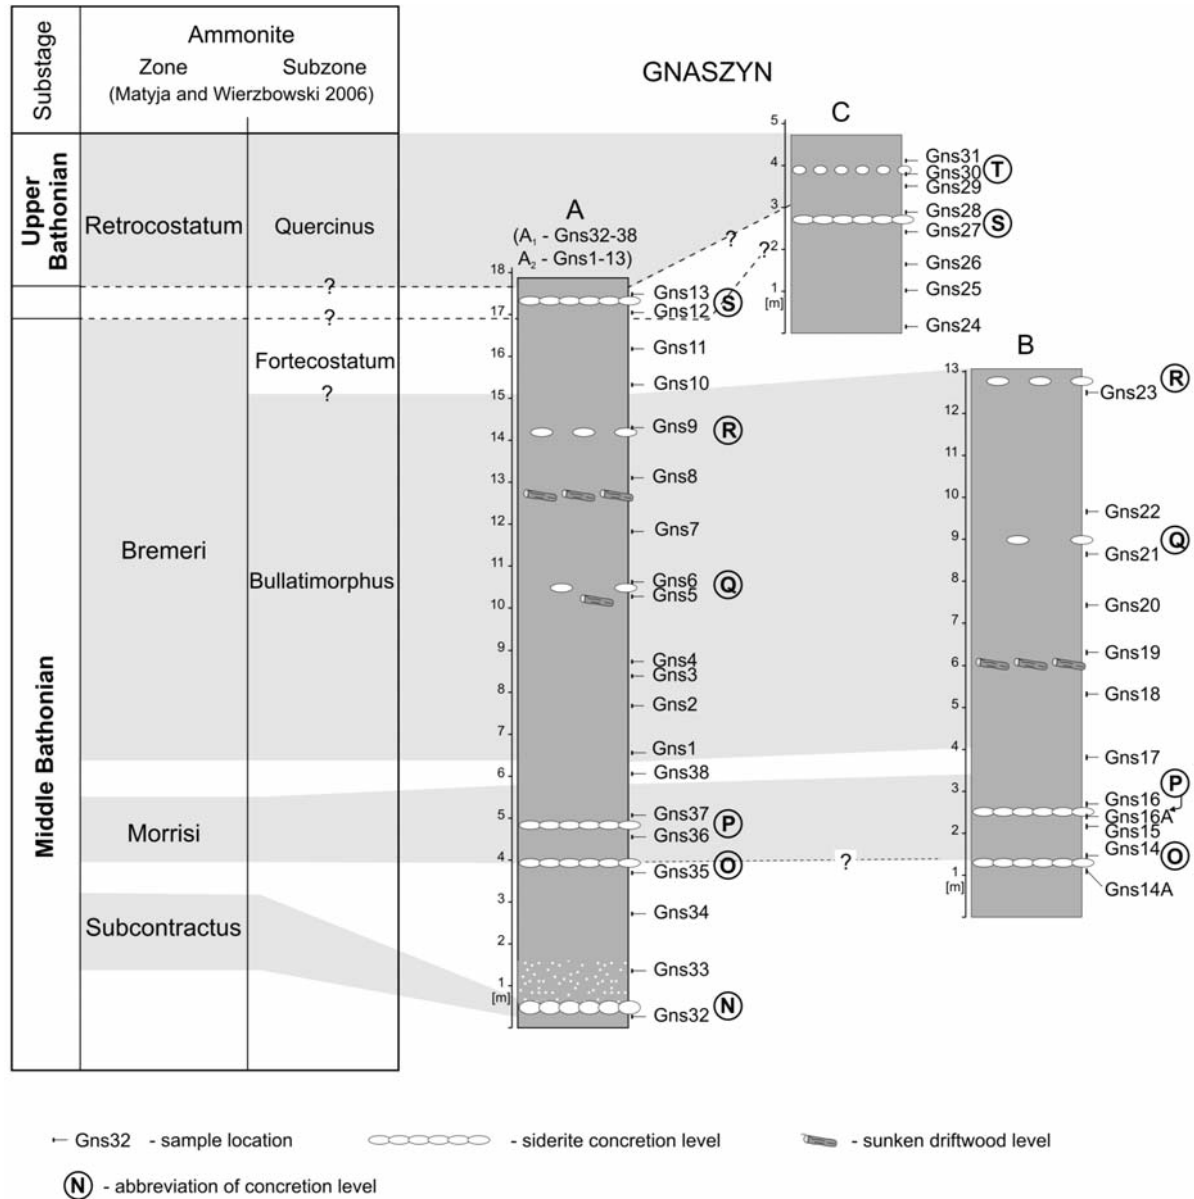 Substage
Ammonite
Zone
Subzone
(Matyja and Wierzbowski 2006)
GNASZYN
Upper
Bathonian
Retrocostatum
Quercinus
?
?
Fortecostatum
?
Bremeri
Bullatimorphus
Middle Bathonian
Morrisi
Subcontractus
A
(A₁ - Gns32-38
A₂ - Gns1-13)
18
17
16
15
14
13
12
11
10
9
8
7
6
5
4
3
2
1
[m]
Gns13
S
Gns12
Gns11
Gns10
Gns9
R
Gns8
Gns7
Gns6
Q
Gns5
Gns4
Gns3
Gns2
Gns1
Gns38
Gns37
P
Gns36
O
Gns35
Gns34
Gns33
N
Gns32
?
?
?
C
5
4
3
2
1
[m]
Gns31
T
Gns30
Gns29
Gns28
S
Gns27
Gns26
Gns25
Gns24
B
13
12
11
10
9
8
7
6
5
4
3
2
1
[m]
R
Gns23
Gns22
Q
Gns21
Gns20
Gns19
Gns18
Gns17
P
Gns16
Gns16A
Gns15
Gns14
O
Gns14A
Gns32 - sample location
- siderite concretion level
- sunken driftwood level
N - abbreviation of concretion level